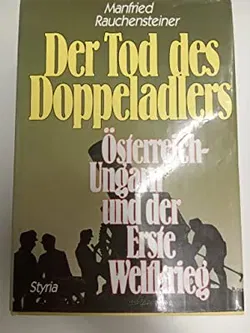 Manfried
Rauchensteiner
Der Tod des
Doppeladlers
Österreich-
Ungarn
und der
Erste
Weltkrieg
Styria